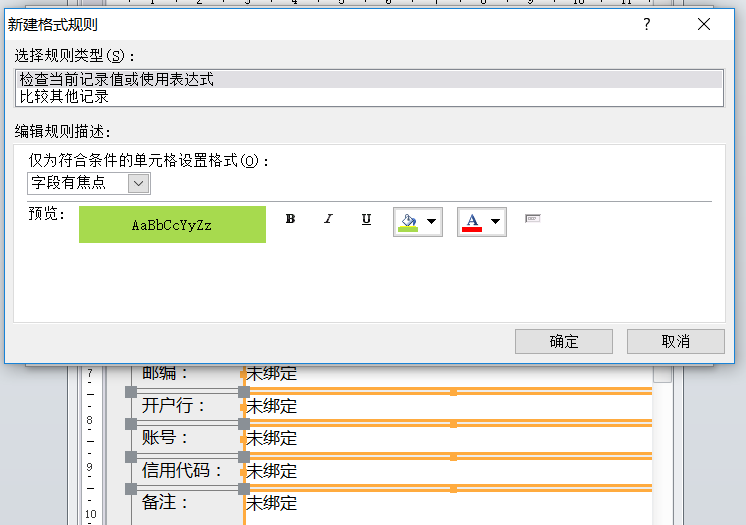 新建格式规则
选择规则类型(S)：
检查当前记录值或使用表达式
比较其他记录
编辑规则描述：
仅为符合条件的单元格设置格式(O)：
字段有焦点
预览：
AaBbCcYyZz
B I U A
确定 取消
7
邮编： 未绑定
8
开户行： 未绑定
账号： 未绑定
9
信用代码： 未绑定
10
备注： 未绑定